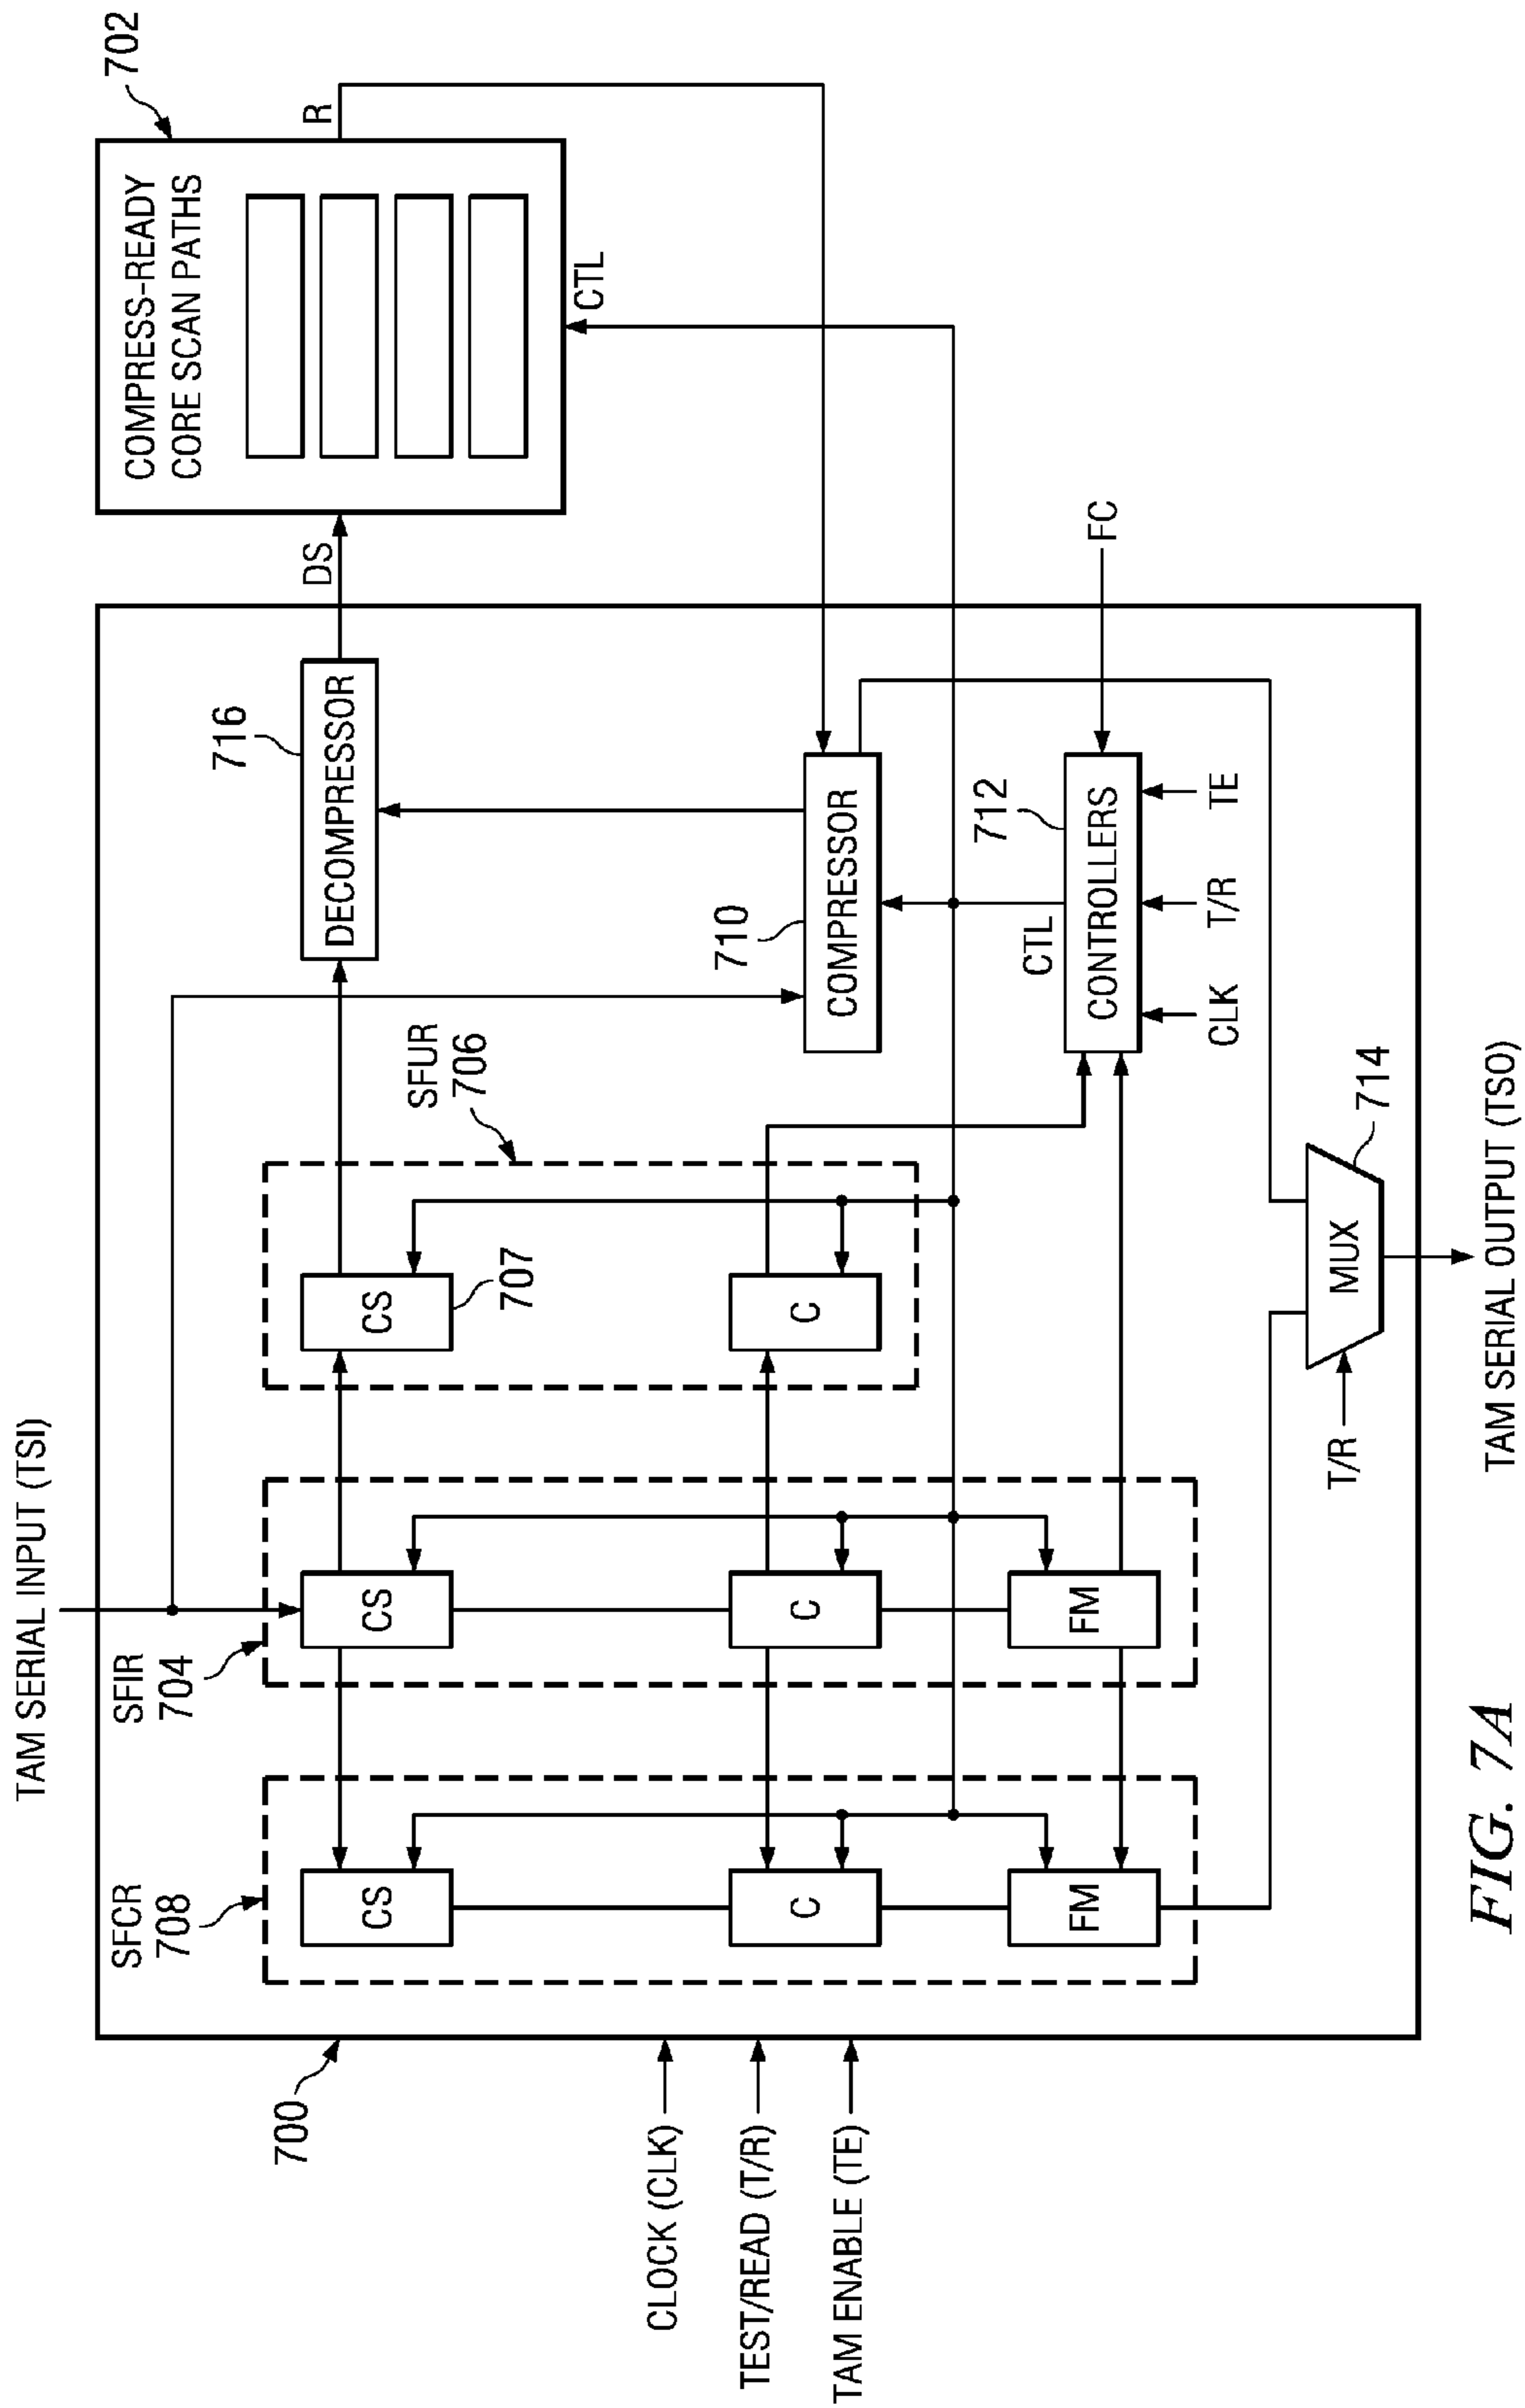 TAM SERIAL INPUT (TSI)
700
CLOCK (CLK)
TEST/READ (T/R)
TAM ENABLE (TE)
SFCR
708
CS
C
FM
SFIR
704
CS
C
FM
SFUR
706
CS
707
C
716
DECOMPRESSOR
710
COMPRESSOR
CTL
712
CONTROLLERS
CLK
T/R
TE
FC
DS
702
COMPRESS-READY
CORE SCAN PATHS
R
CTL
T/R
MUX
714
TAM SERIAL OUTPUT (TSO)
FIG. 7A